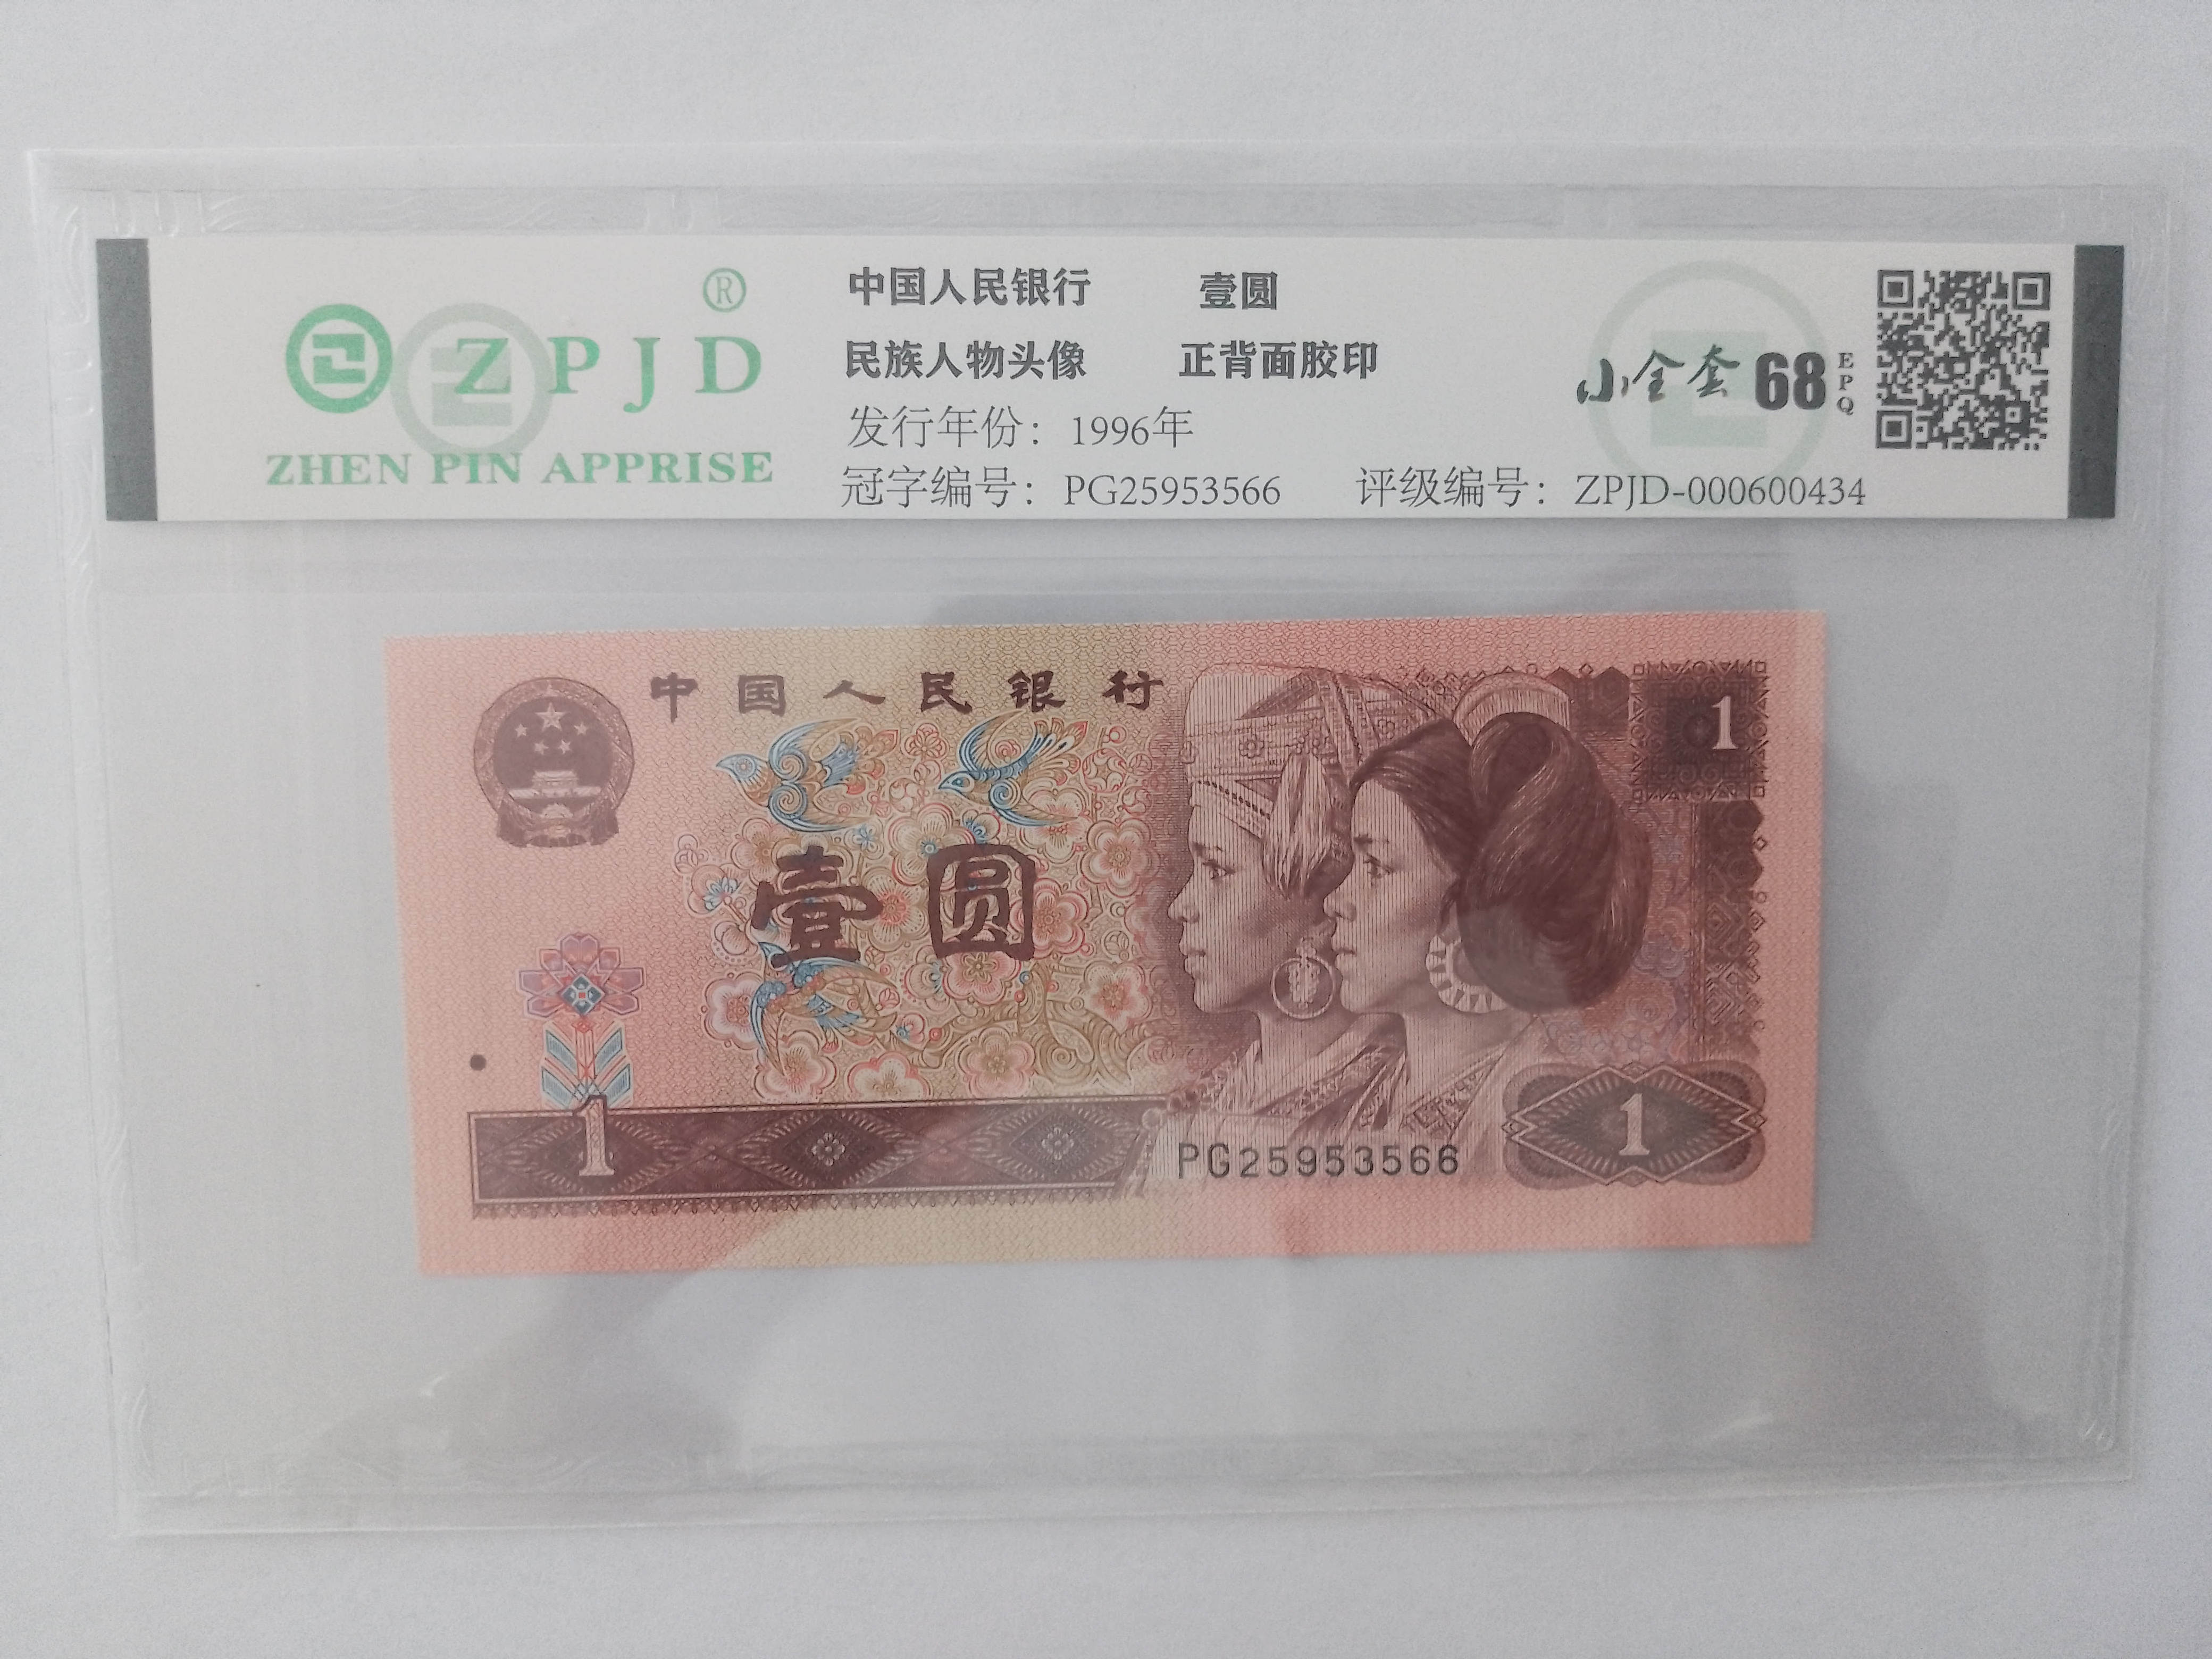 ZPJD®
ZHEN PIN APPRISE
中国人民银行 壹圆
民族人物头像 正背面胶印
发行年份：1996年
冠字编号：PG25953566 评级编号：ZPJD-000600434
小全套 68 EPQ
中国人民银行
1
壹圆
1
1
PG25953566